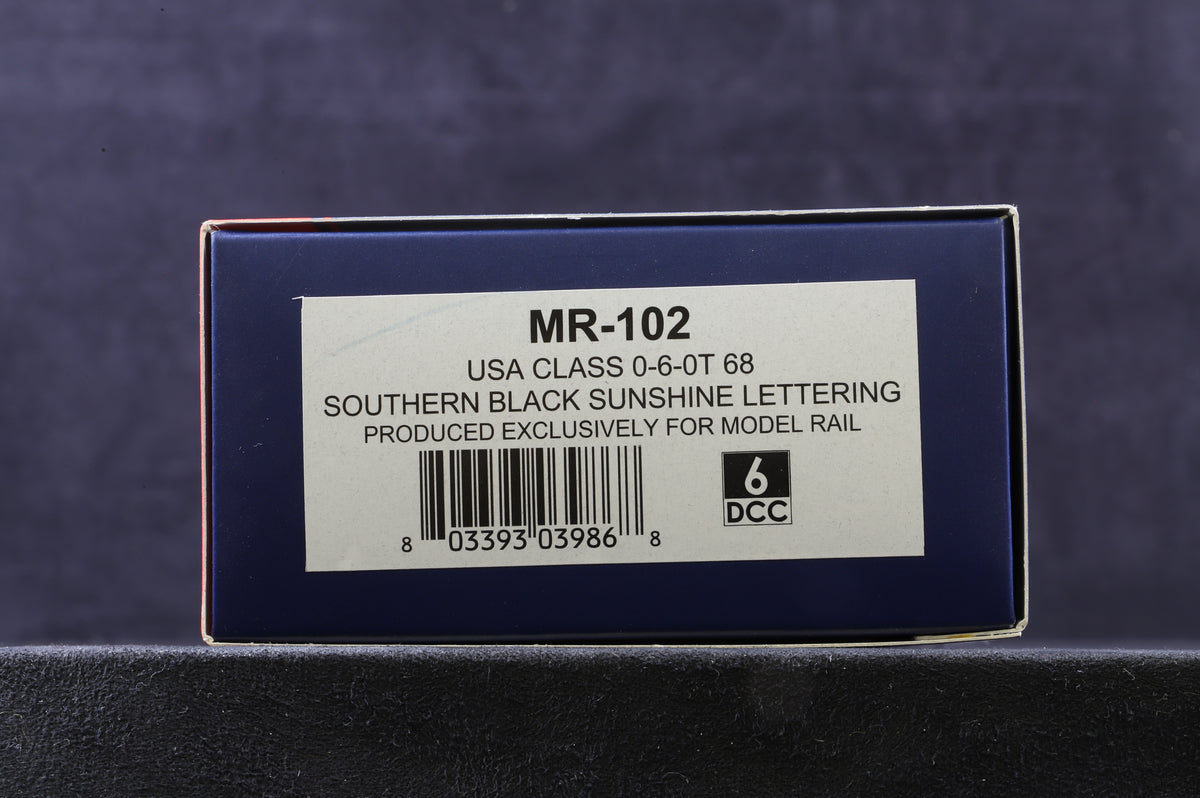 MR-102
USA CLASS 0-6-0T 68
SOUTHERN BLACK SUNSHINE LETTERING
PRODUCED EXCLUSIVELY FOR MODEL RAIL
8 03393 03986 8
6
DCC